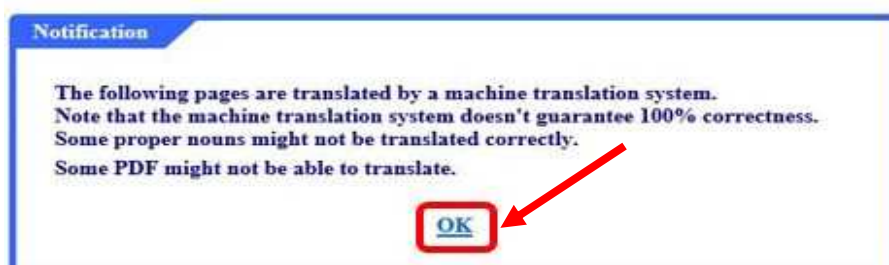 Notification
The following pages are translated by a machine translation system.
Note that the machine translation system doesn't guarantee 100% correctness.
Some proper nouns might not be translated correctly.
Some PDF might not be able to translate.
OK